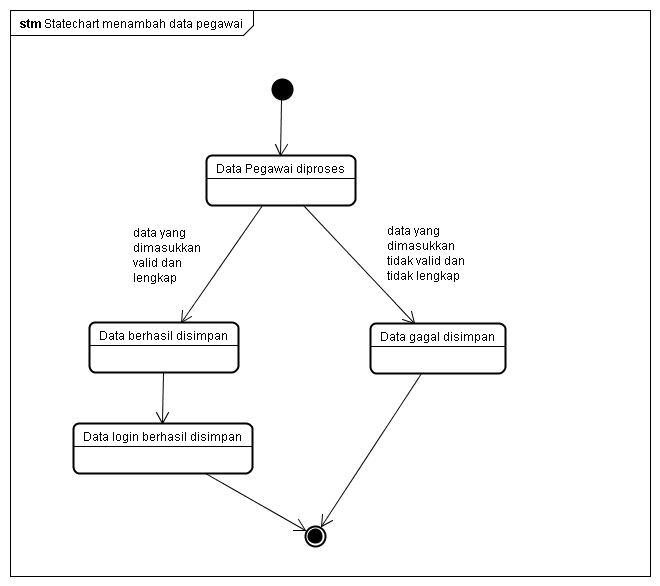 stm Statechart menambah data pegawai
Data Pegawai diproses
data yang
dimasukkan
valid dan
lengkap
data yang
dimasukkan
tidak valid dan
tidak lengkap
Data berhasil disimpan
Data gagal disimpan
Data login berhasil disimpan